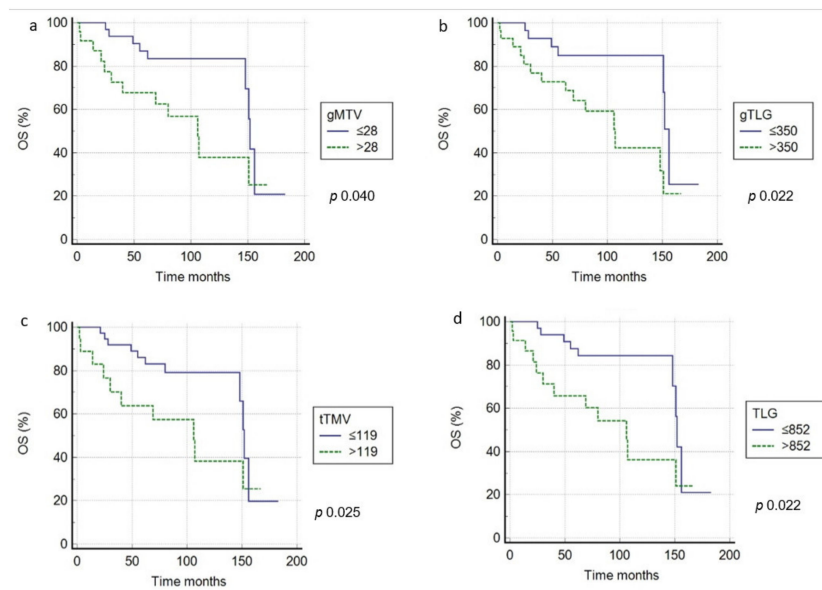 a
100
80
60
40
20
0
OS (%)
0 50 100 150 200
Time months
gMTV
≤28
>28
p 0.040
b
100
80
60
40
20
0
OS (%)
0 50 100 150 200
Time months
gTLG
≤350
>350
p 0.022
c
100
80
60
40
20
0
OS (%)
0 50 100 150 200
Time months
tTMV
≤119
>119
p 0.025
d
100
80
60
40
20
0
OS (%)
0 50 100 150 200
Time months
TLG
≤852
>852
p 0.022